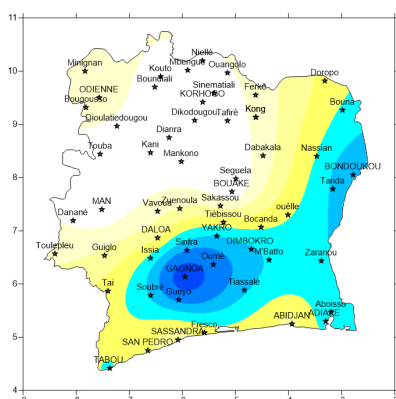 11
Niellé
Minignan
Kouto
Mbengué
Ouangolo
10
Boundiali
Sinematiali
Doropo
ODIENNE
KORHOGO
Ferké
Bougousso
Bouna
Dioulatiedougou
Dikodougou
Tafiré
Kong
9
Dianra
Touba
Kani
Mankono
Dabakala
Nassian
BONDOUKOU
8
Seguela
Tanda
BOUAKE
MAN
Vavoua
Zuenoula
Sakassou
ouélle
Danané
Tiébissou
Bocanda
7
DALOA
YAKRO
Toulepleu
Guiglo
Issia
Sinfra
DIMBOKRO
Oumé
M'Batto
Zaranou
GAGNOA
6
Tai
Soubré
Gueyo
Tiassale
Aboisso
ABIDJAN
ADIAKE
SASSANDRA
Fresco
5
SAN PEDRO
TABOU
4